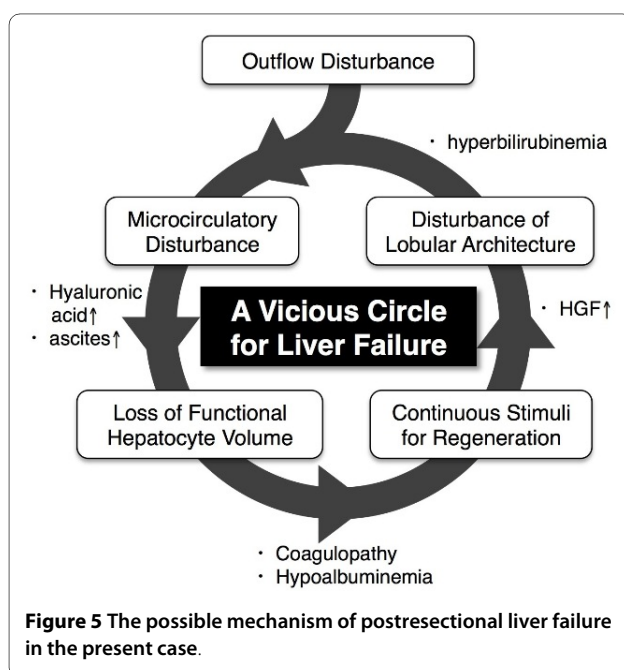 Outflow Disturbance
・ hyperbilirubinemia
Microcirculatory
Disturbance
Disturbance of
Lobular Architecture
・ Hyaluronic
acid↑
・ ascites↑
A Vicious Circle
for Liver Failure
・ HGF↑
Loss of Functional
Hepatocyte Volume
Continuous Stimuli
for Regeneration
・ Coagulopathy
・ Hypoalbuminemia
Figure 5 The possible mechanism of postresectional liver failure
in the present case.